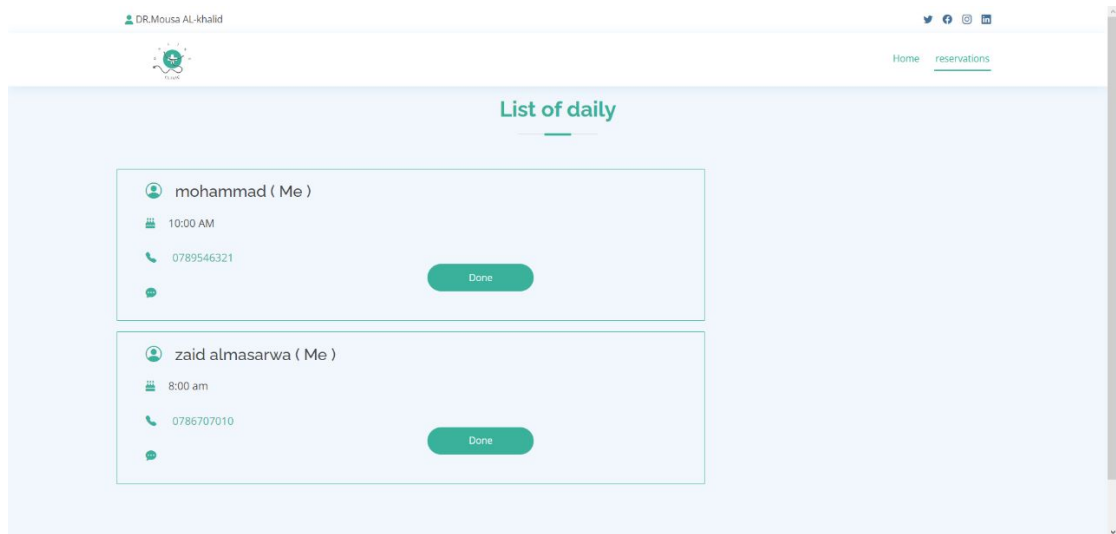 DR.Mousa AL-khalid
Home reservations
List of daily
mohammad ( Me )
10:00 AM
0789546321
Done
zaid almasarwa ( Me )
8:00 am
0786707010
Done